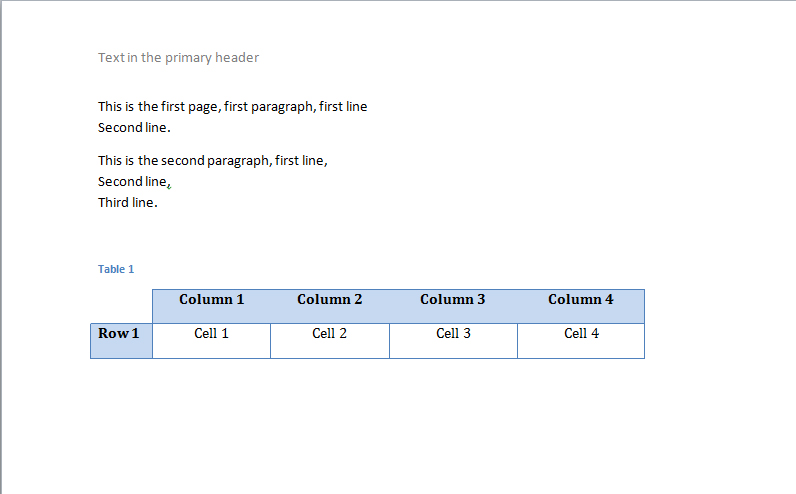 Text in the primary header
This is the first page, first paragraph, first line
Second line.
This is the second paragraph, first line,
Second line,
Third line.
Table 1
Column 1 Column 2 Column 3 Column 4
Row 1 Cell 1 Cell 2 Cell 3 Cell 4